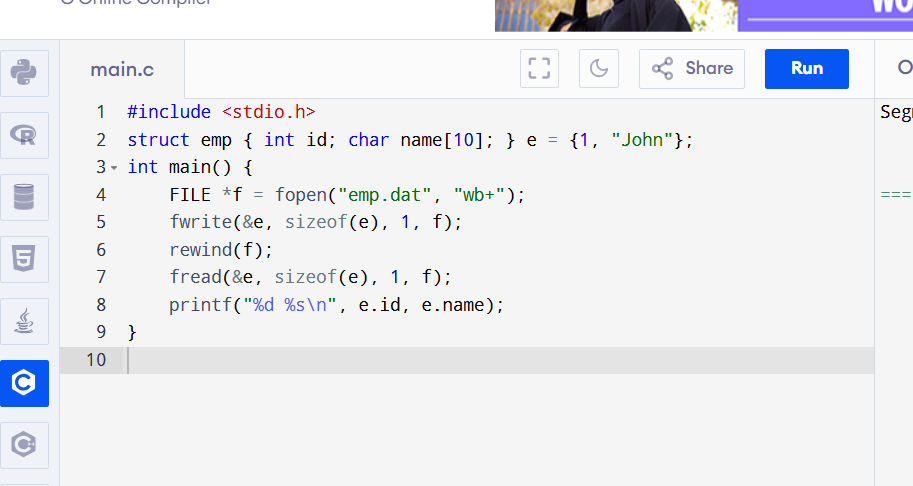 C Online Compiler
WO
main.c
Share
Run
O
1 #include <stdio.h>
2 struct emp { int id; char name[10]; } e = {1, "John"};
3 int main() {
4 FILE *f = fopen("emp.dat", "wb+");
5 fwrite(&e, sizeof(e), 1, f);
6 rewind(f);
7 fread(&e, sizeof(e), 1, f);
8 printf("%d %s\n", e.id, e.name);
9 }
10
Seg
===